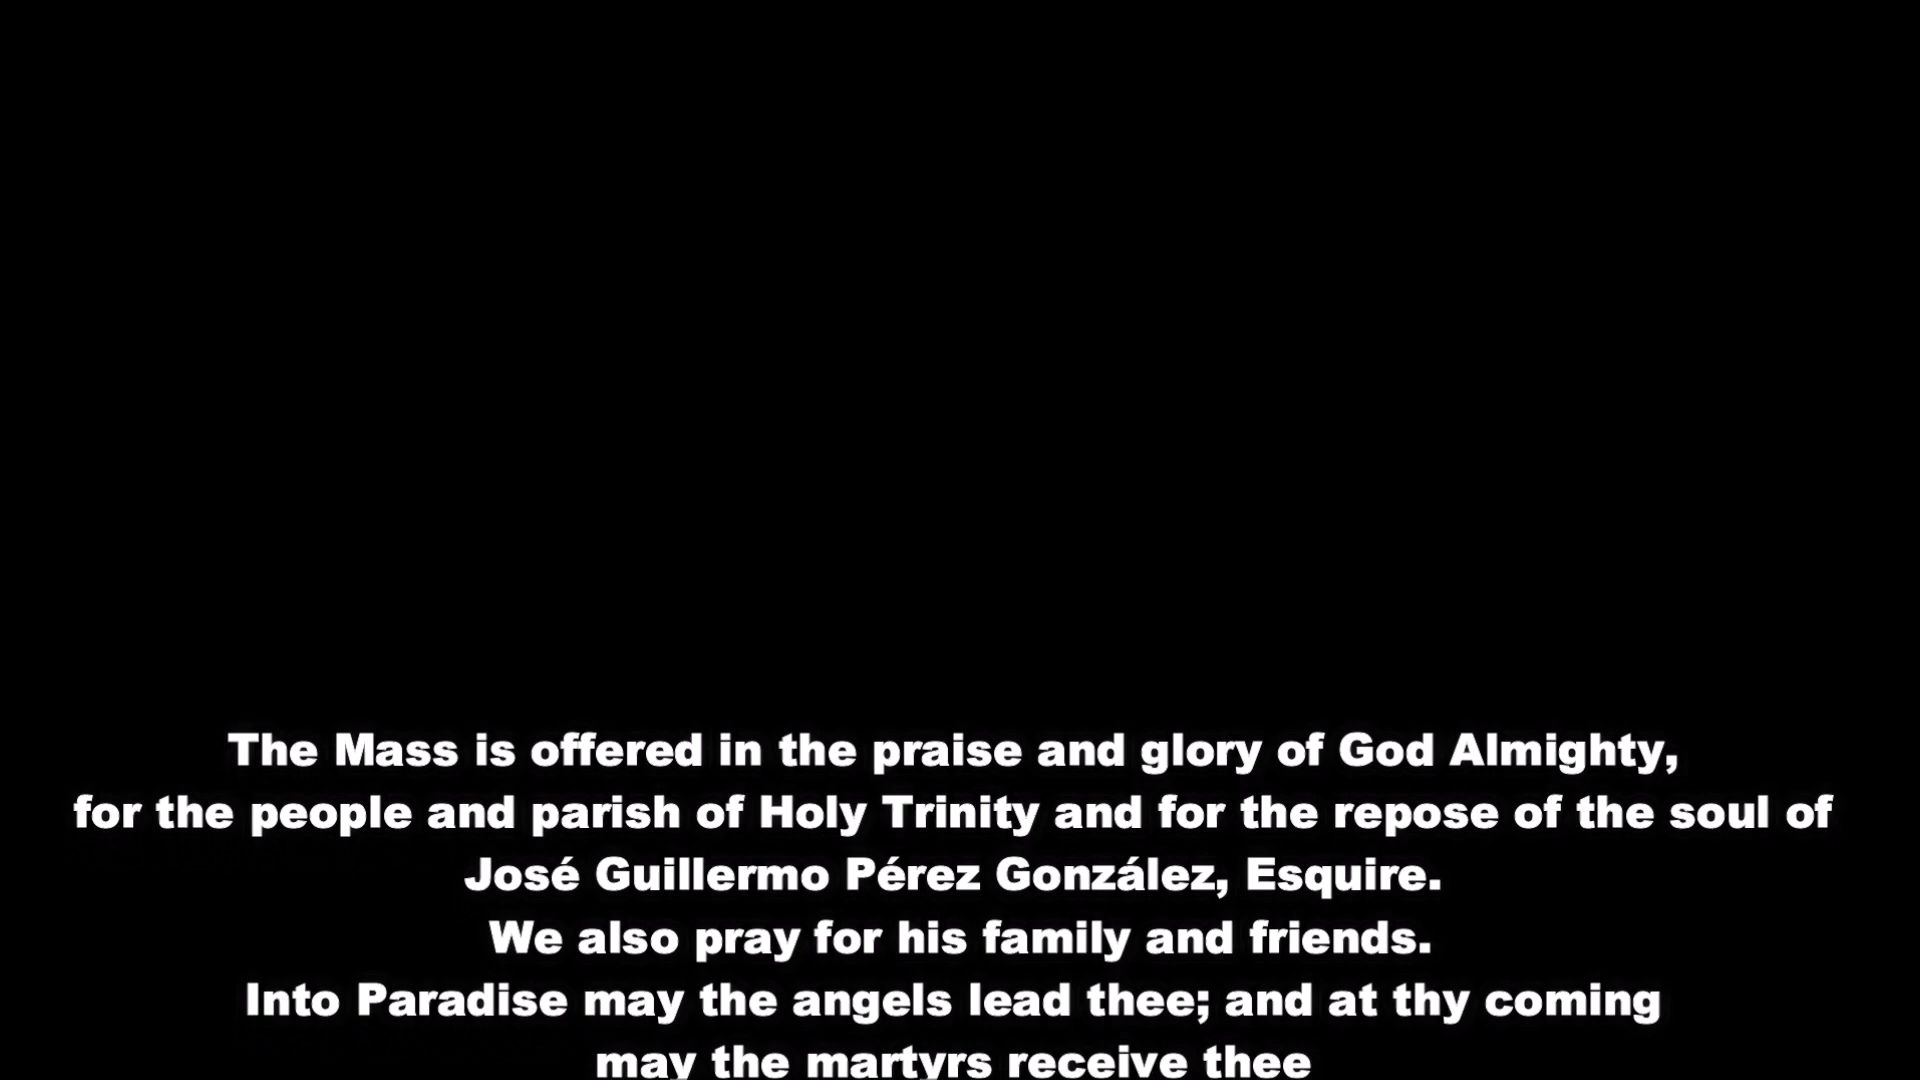 The Mass is offered in the praise and glory of God Almighty,
for the people and parish of Holy Trinity and for the repose of the soul of
José Guillermo Pérez González, Esquire.
We also pray for his family and friends.
Into Paradise may the angels lead thee; and at thy coming
may the martyrs receive thee